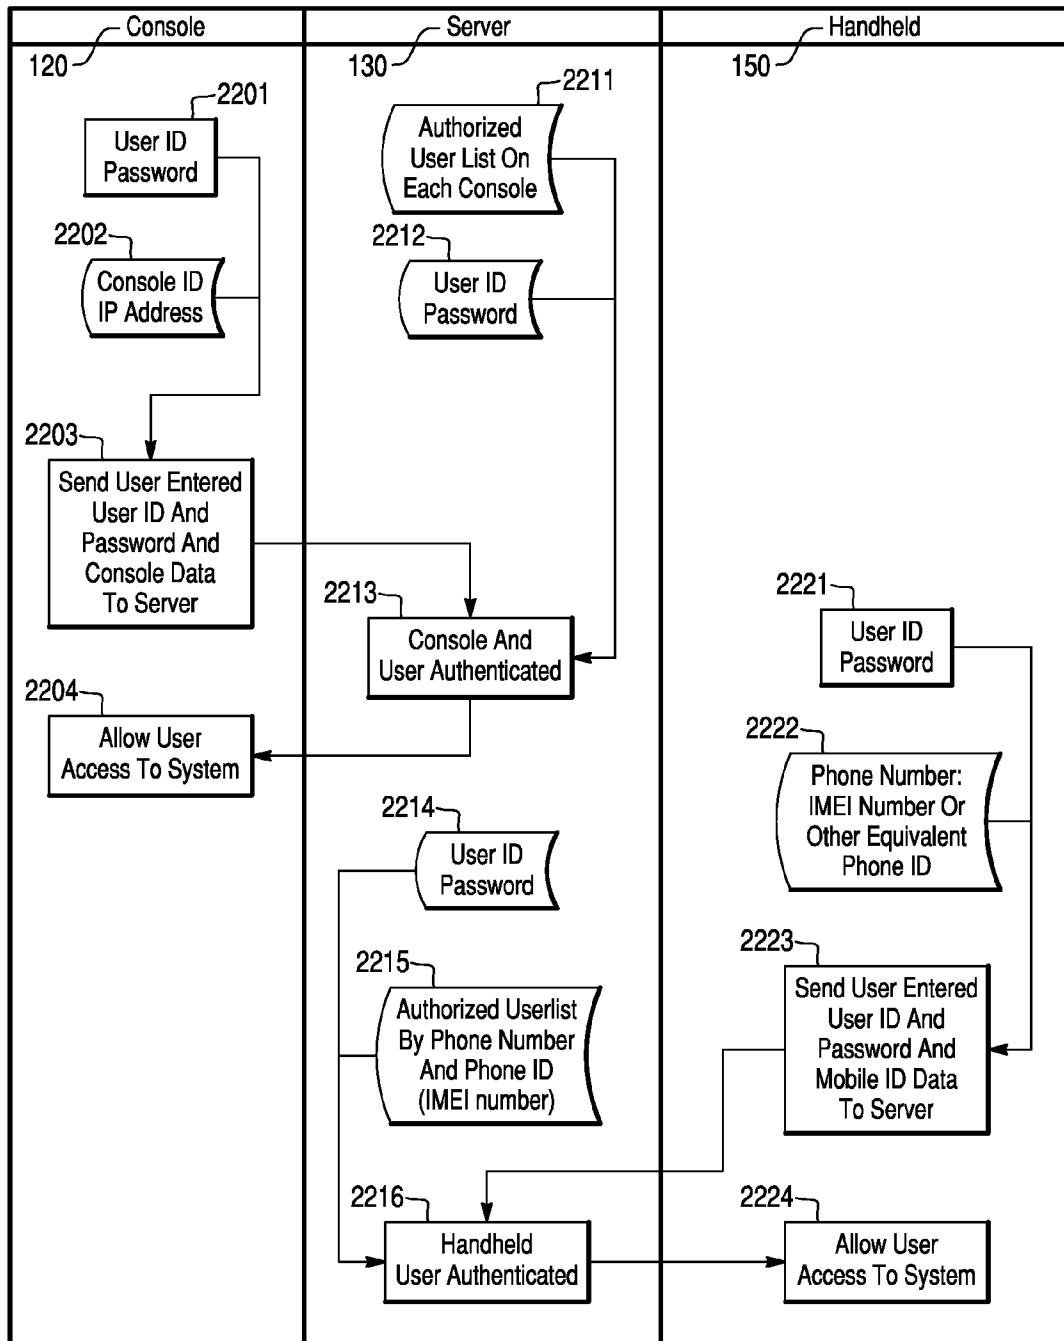 Console
Server
Handheld
120
130
150
2201
User ID
Password
2202
Console ID
IP Address
2203
Send User Entered
User ID And
Password And
Console Data
To Server
2204
Allow User
Access To System
2211
Authorized
User List On
Each Console
2212
User ID
Password
2213
Console And
User Authenticated
2214
User ID
Password
2215
Authorized Userlist
By Phone Number
And Phone ID
(IMEI number)
2216
Handheld
User Authenticated
2221
User ID
Password
2222
Phone Number:
IMEI Number Or
Other Equivalent
Phone ID
2223
Send User Entered
User ID And
Password And
Mobile ID Data
To Server
2224
Allow User
Access To System